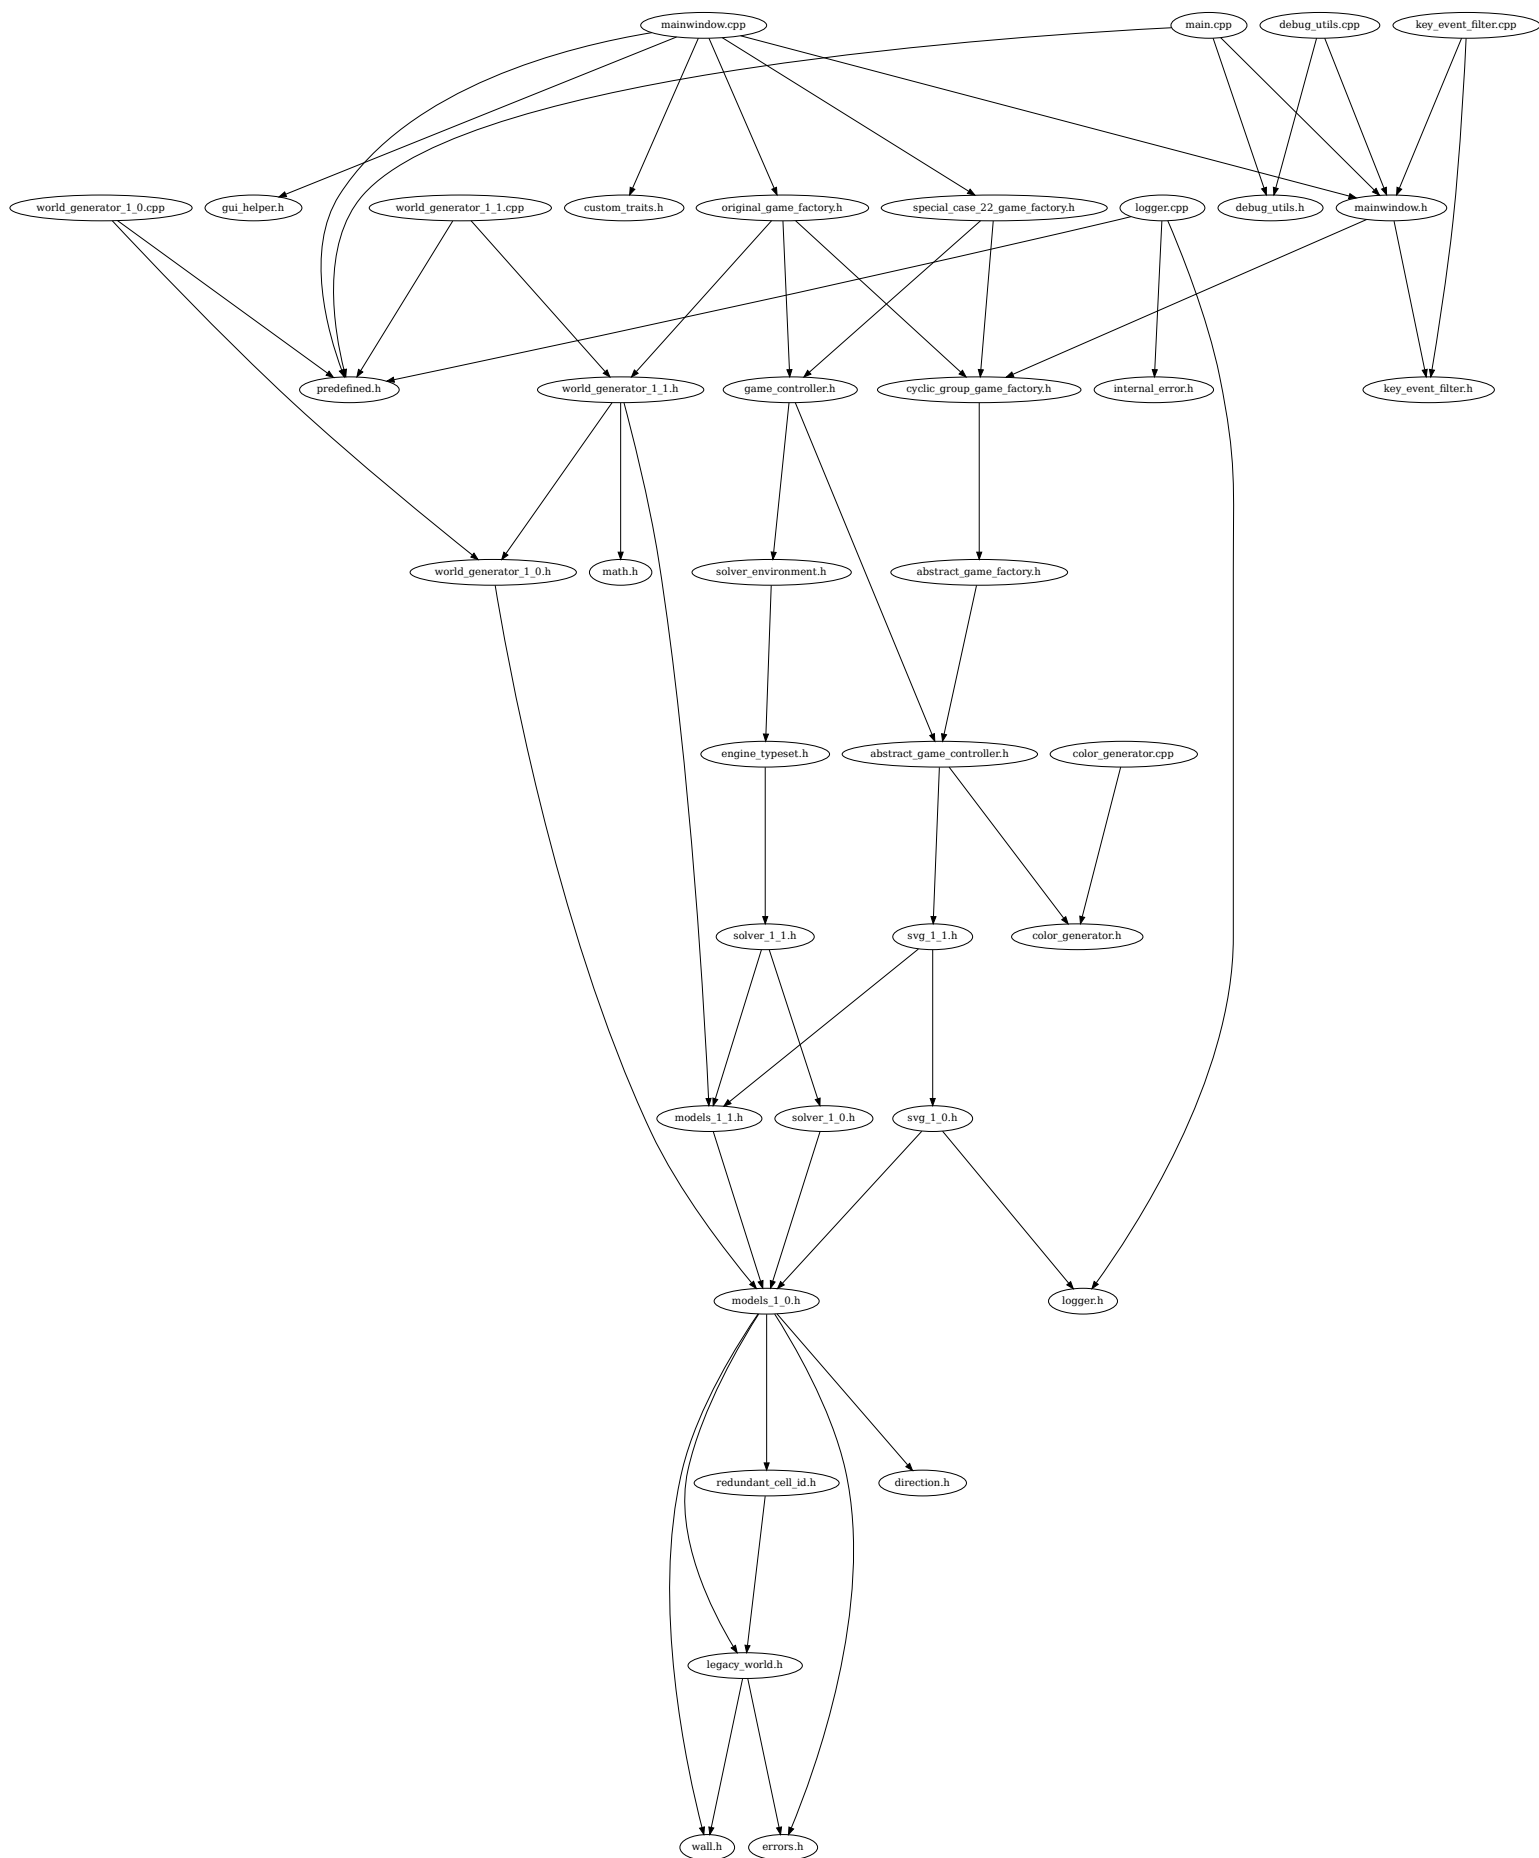 mainwindow.cpp
main.cpp
debug_utils.cpp
key_event_filter.cpp
world_generator_1_0.cpp
gui_helper.h
world_generator_1_1.cpp
custom_traits.h
original_game_factory.h
special_case_22_game_factory.h
logger.cpp
debug_utils.h
mainwindow.h
predefined.h
world_generator_1_1.h
game_controller.h
cyclic_group_game_factory.h
internal_error.h
key_event_filter.h
world_generator_1_0.h
math.h
solver_environment.h
abstract_game_factory.h
engine_typeset.h
abstract_game_controller.h
color_generator.cpp
solver_1_1.h
svg_1_1.h
color_generator.h
models_1_1.h
solver_1_0.h
svg_1_0.h
models_1_0.h
logger.h
redundant_cell_id.h
direction.h
legacy_world.h
wall.h
errors.h